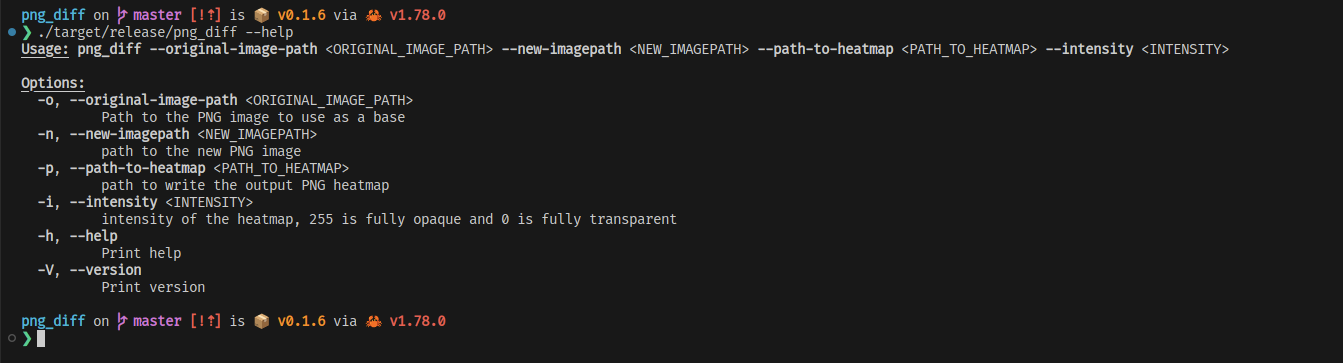 png_diff on master [!⇡] is 📦 v0.1.6 via 🦀 v1.78.0
❯ ./target/release/png_diff --help
Usage: png_diff --original-image-path <ORIGINAL_IMAGE_PATH> --new-imagepath <NEW_IMAGEPATH> --path-to-heatmap <PATH_TO_HEATMAP> --intensity <INTENSITY>
Options:
-o, --original-image-path <ORIGINAL_IMAGE_PATH>
Path to the PNG image to use as a base
-n, --new-imagepath <NEW_IMAGEPATH>
path to the new PNG image
-p, --path-to-heatmap <PATH_TO_HEATMAP>
path to write the output PNG heatmap
-i, --intensity <INTENSITY>
intensity of the heatmap, 255 is fully opaque and 0 is fully transparent
-h, --help
Print help
-V, --version
Print version
png_diff on master [!⇡] is 📦 v0.1.6 via 🦀 v1.78.0
❯